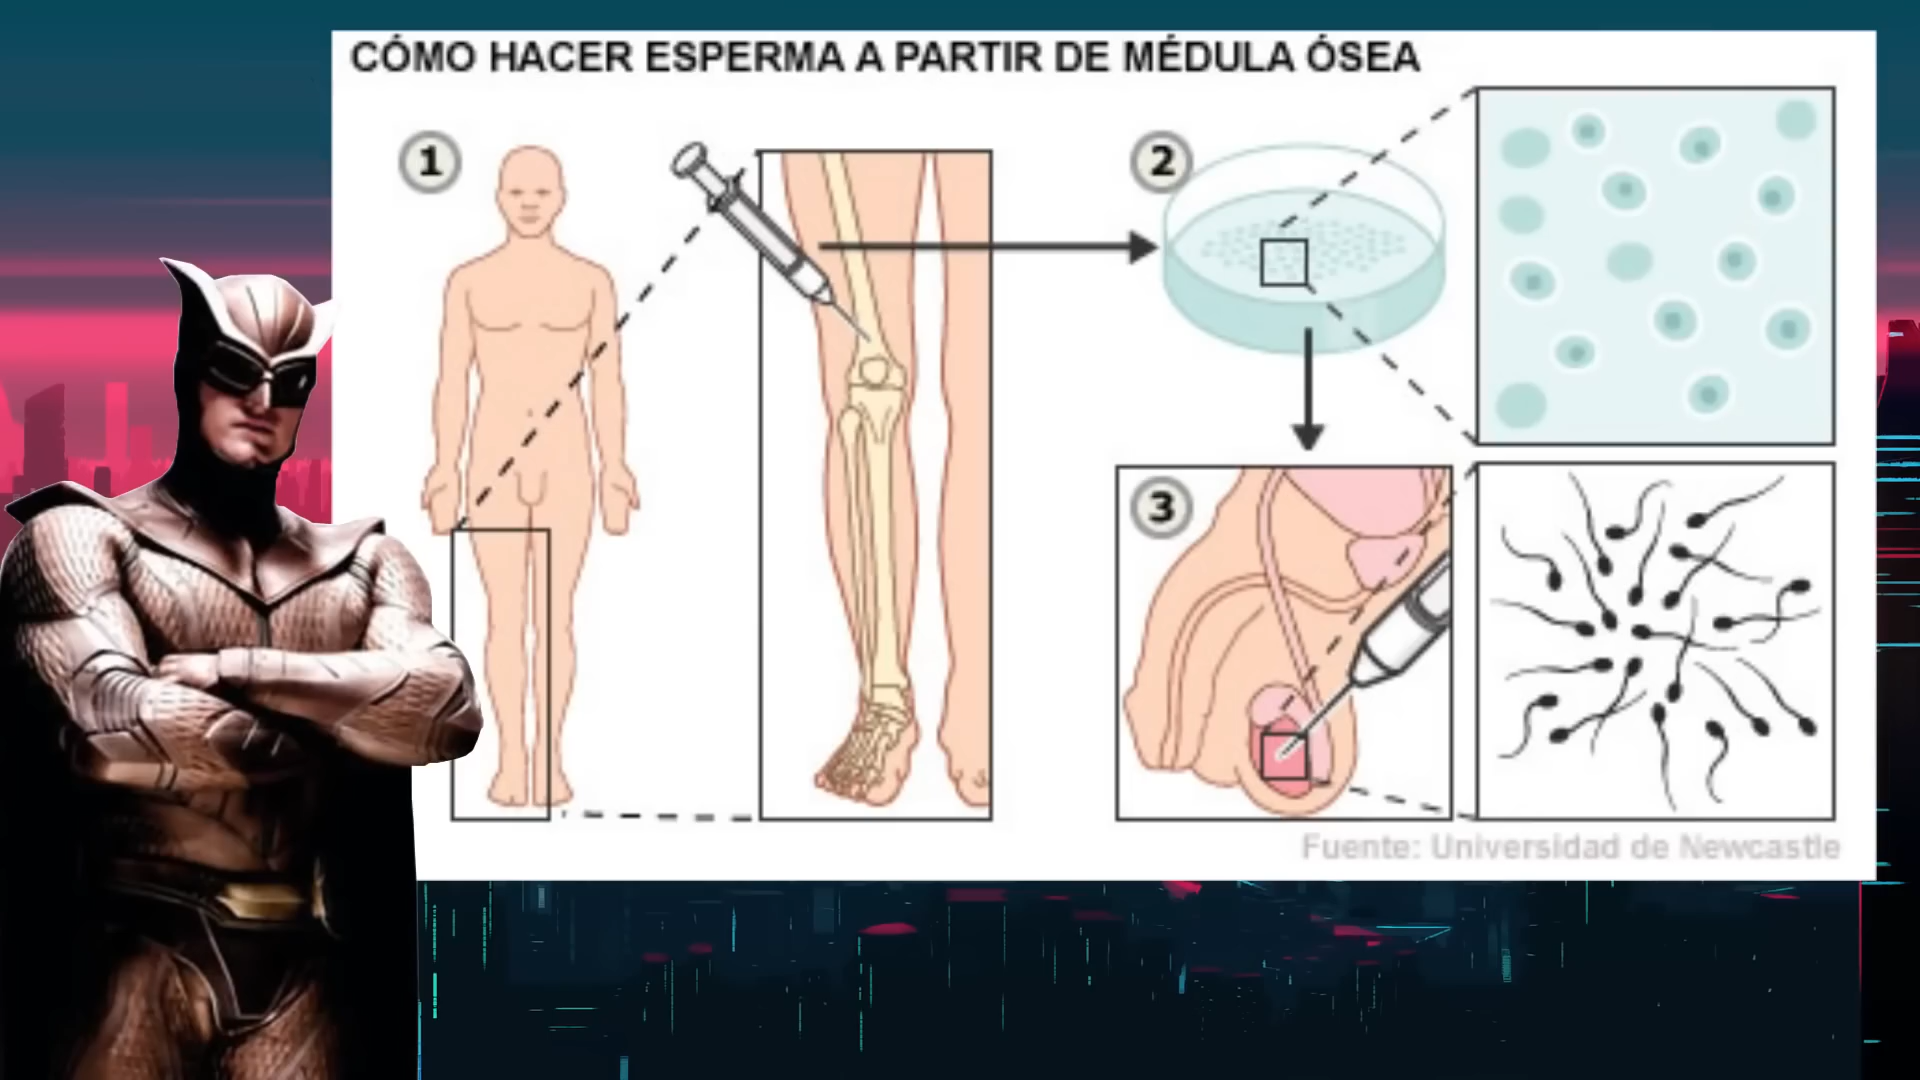 CÓMO HACER ESPERMA A PARTIR DE MÉDULA ÓSEA
1
2
3
Fuente: Universidad de Newcastle